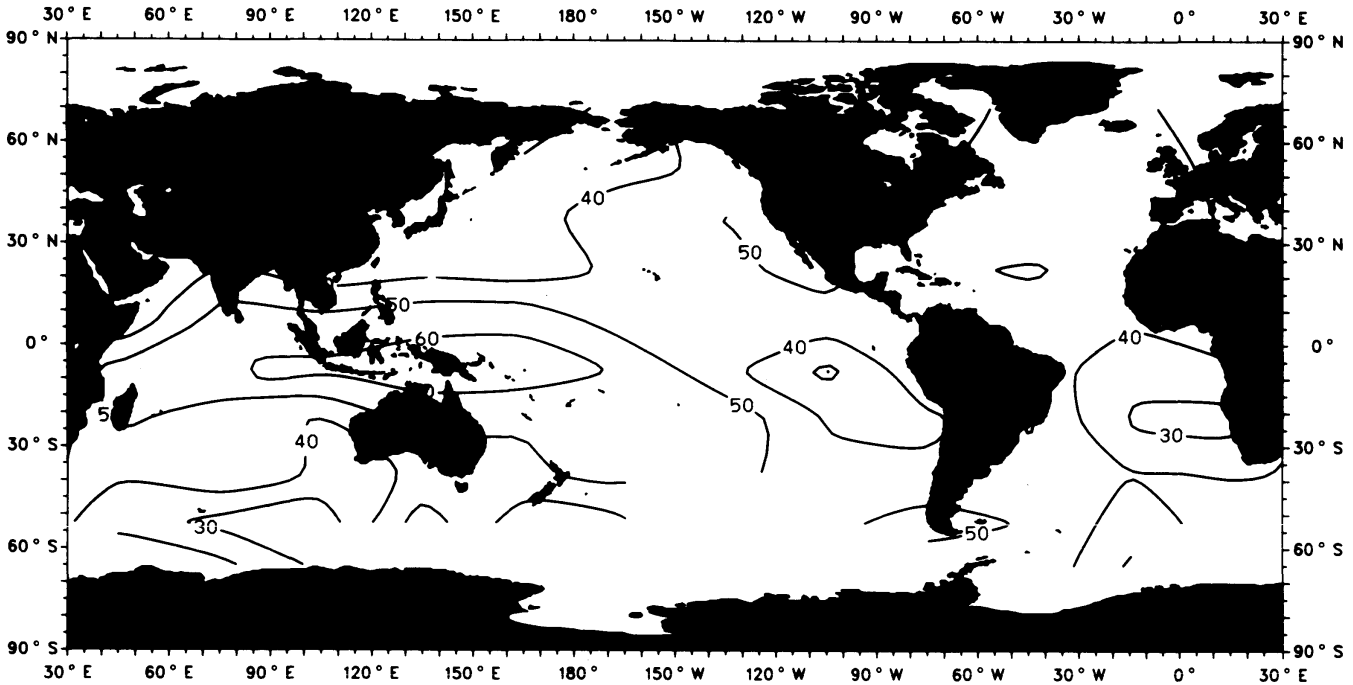 30° E 60° E 90° E 120° E 150° E 180° 150° W 120° W 90° W 60° W 30° W 0° 30° E
90° N 90° N
60° N 60° N
40
30° N 50 30° N
50
0° 60 40 40 0°
5 50
40 30
30° S 30° S
30 50
60° S 60° S
90° S 90° S
30° E 60° E 90° E 120° E 150° E 180° 150° W 120° W 90° W 60° W 30° W 0° 30° E